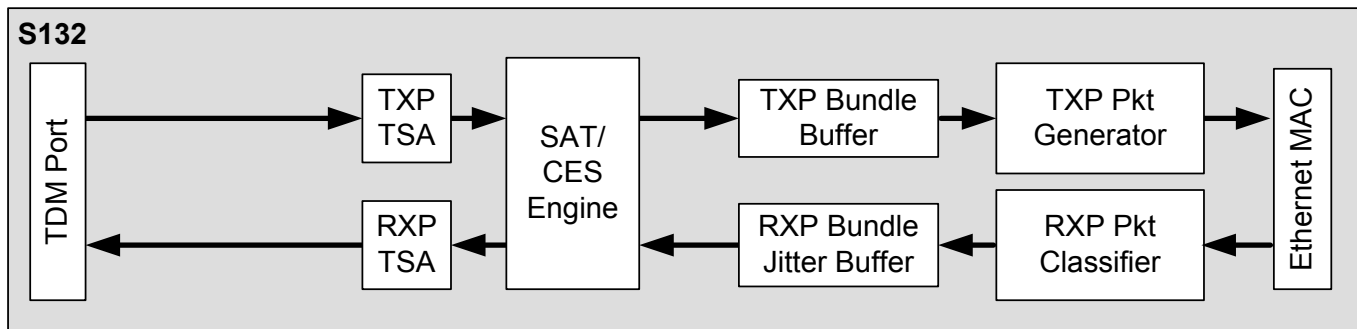 S132
TDM Port
TXP
TSA
SAT/
CES
Engine
TXP Bundle
Buffer
TXP Pkt
Generator
Ethernet MAC
RXP
TSA
RXP Bundle
Jitter Buffer
RXP Pkt
Classifier